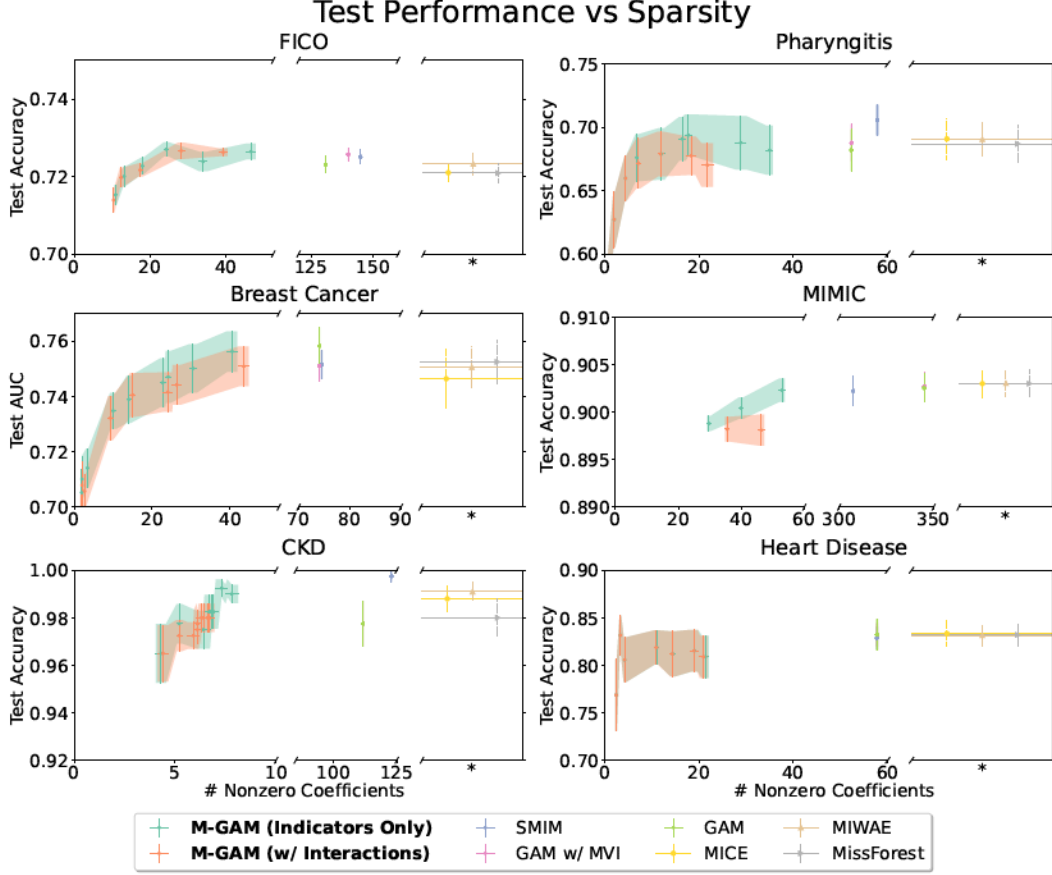 Test Performance vs Sparsity
FICO
Test Accuracy
0.74
0.72
0.70
0 20 40 125 150 *
Pharyngitis
Test Accuracy
0.75
0.70
0.65
0.60
0 20 40 60 *
Breast Cancer
Test AUC
0.76
0.74
0.72
0.70
0 20 40 70 80 90 *
MIMIC
Test Accuracy
0.910
0.905
0.900
0.895
0.890
0 20 40 60 300 350 *
CKD
Test Accuracy
1.00
0.98
0.96
0.94
0.92
0 5 10 100 125 *
# Nonzero Coefficients
Heart Disease
Test Accuracy
0.90
0.85
0.80
0.75
0.70
0 20 40 60 *
# Nonzero Coefficients
M-GAM (Indicators Only) SMIM GAM MIWAE
M-GAM (w/ Interactions) GAM w/ MVI MICE MissForest